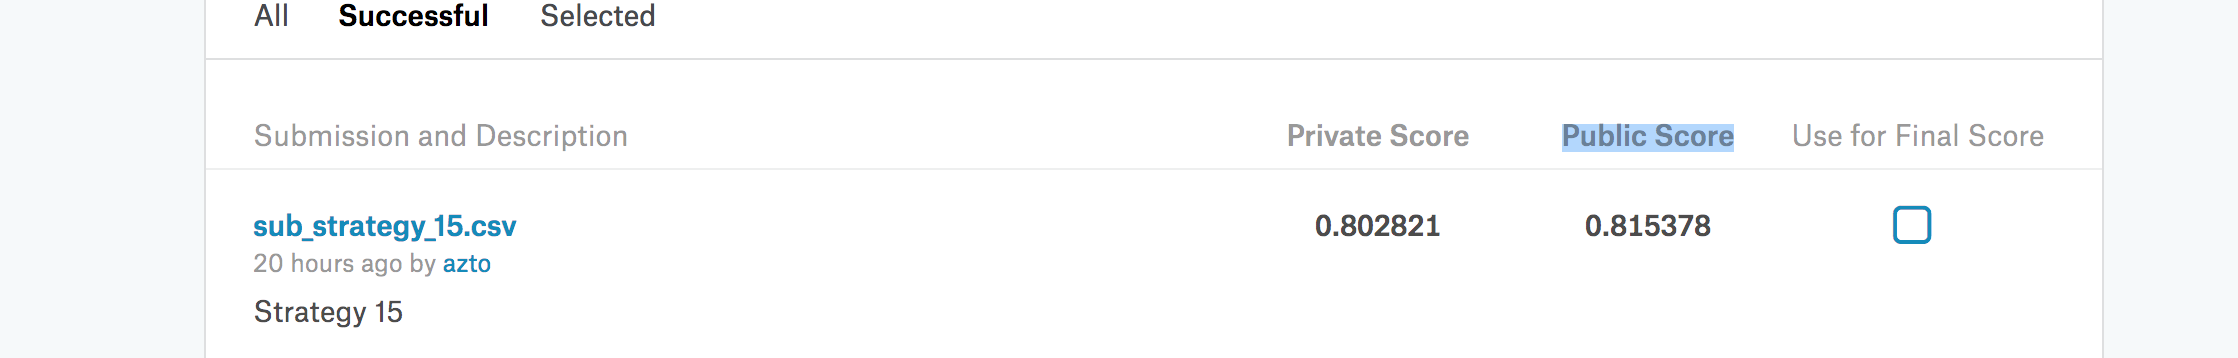 All Successful Selected
Submission and Description Private Score Public Score Use for Final Score
sub_strategy_15.csv 0.802821 0.815378
20 hours ago by azto
Strategy 15